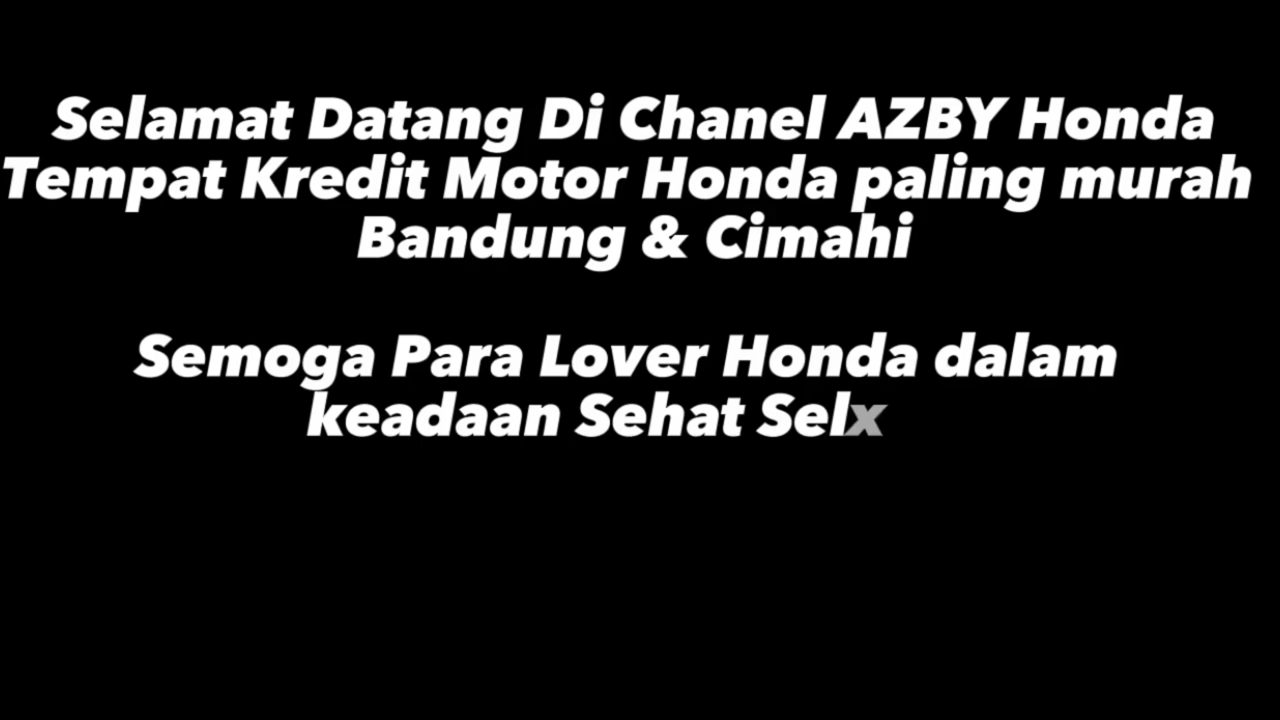 Selamat Datang Di Chanel AZBY Honda
Tempat Kredit Motor Honda paling murah
Bandung & Cimahi
Semoga Para Lover Honda dalam
keadaan Sehat Selx